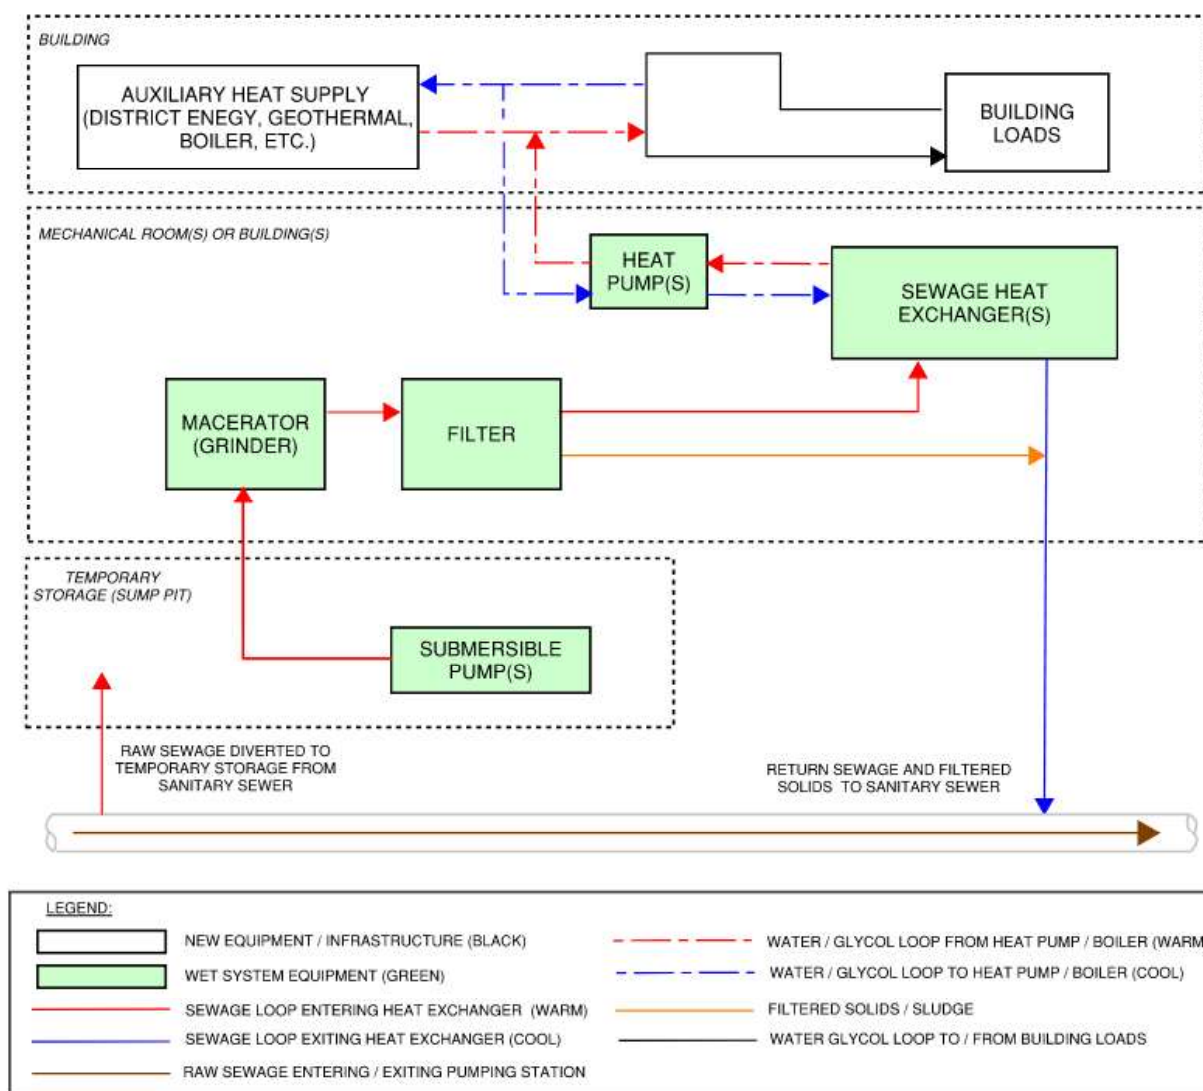 BUILDING
AUXILIARY HEAT SUPPLY
(DISTRICT ENEGY, GEOTHERMAL,
BOILER, ETC.)
BUILDING
LOADS
MECHANICAL ROOM(S) OR BUILDING(S)
HEAT
PUMP(S)
SEWAGE HEAT
EXCHANGER(S)
MACERATOR
(GRINDER)
FILTER
TEMPORARY
STORAGE (SUMP PIT)
SUBMERSIBLE
PUMP(S)
RAW SEWAGE DIVERTED TO
TEMPORARY STORAGE FROM
SANITARY SEWER
RETURN SEWAGE AND FILTERED
SOLIDS TO SANITARY SEWER
LEGEND:
NEW EQUIPMENT / INFRASTRUCTURE (BLACK)
WET SYSTEM EQUIPMENT (GREEN)
SEWAGE LOOP ENTERING HEAT EXCHANGER (WARM)
SEWAGE LOOP EXITING HEAT EXCHANGER (COOL)
RAW SEWAGE ENTERING / EXITING PUMPING STATION
WATER / GLYCOL LOOP FROM HEAT PUMP / BOILER (WARM
WATER / GLYCOL LOOP TO HEAT PUMP / BOILER (COOL)
FILTERED SOLIDS / SLUDGE
WATER GLYCOL LOOP TO / FROM BUILDING LOADS